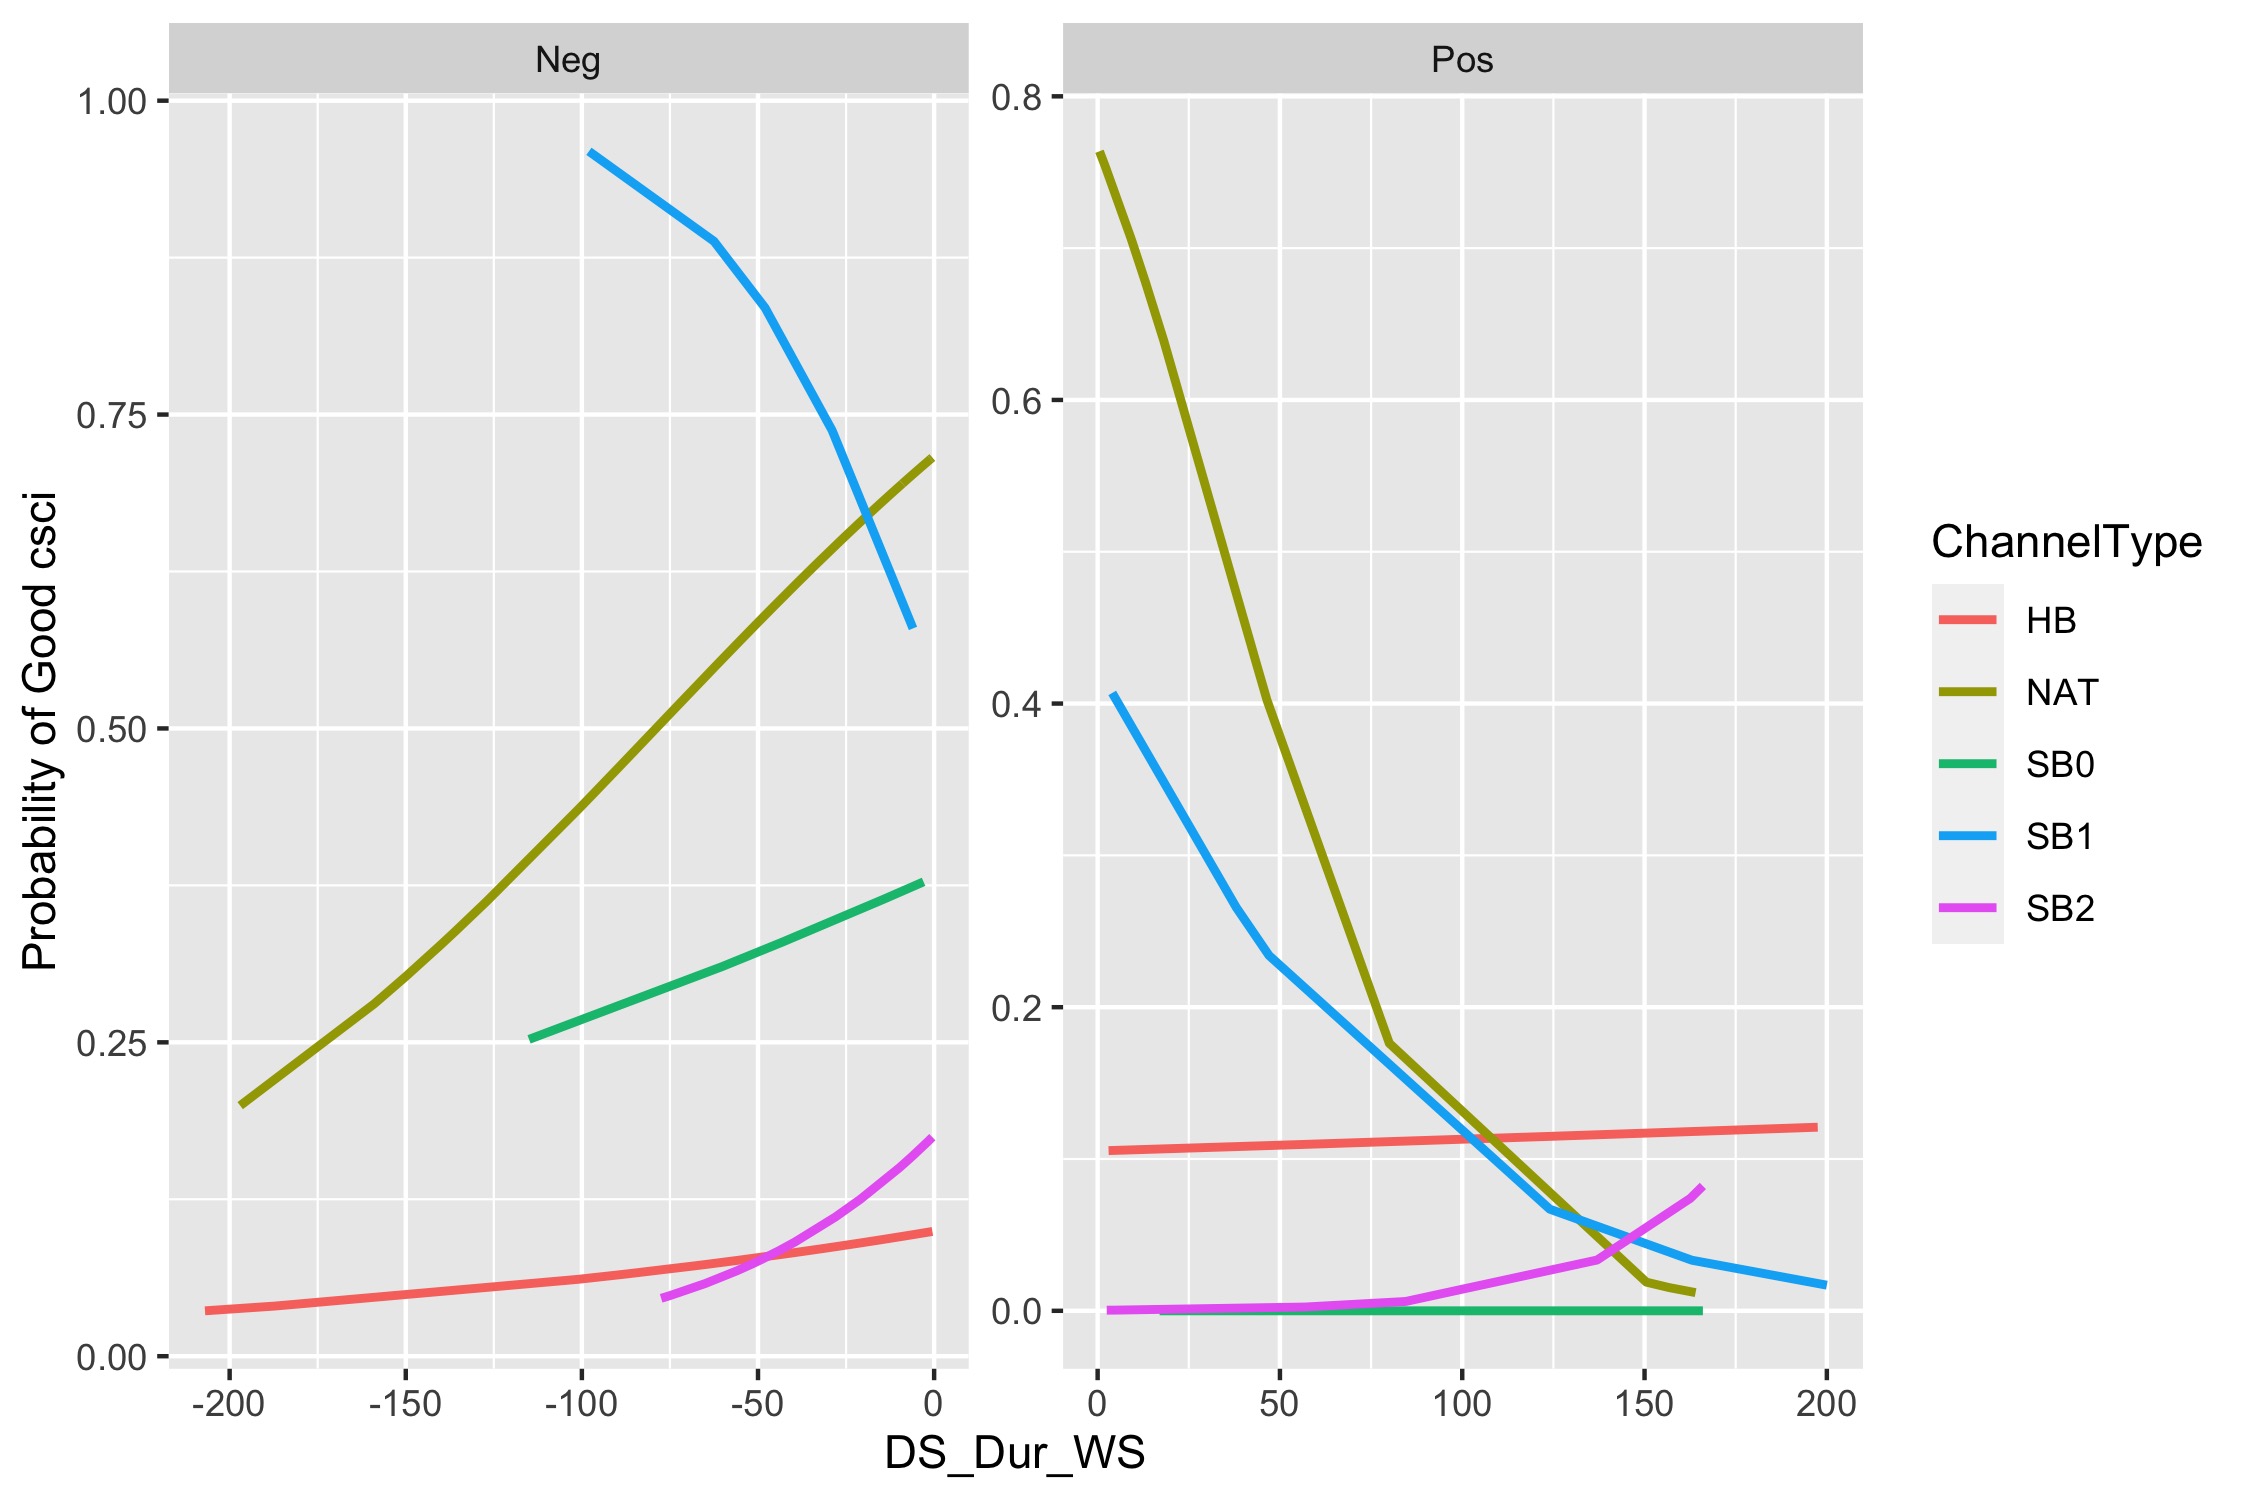 Neg
Pos
1.00
0.75
0.50
0.25
0.00
0.8
0.6
0.4
0.2
0.0
-200 -150 -100 -50 0
0 50 100 150 200
DS_Dur_WS
Probability of Good csci
ChannelType
HB
NAT
SB0
SB1
SB2